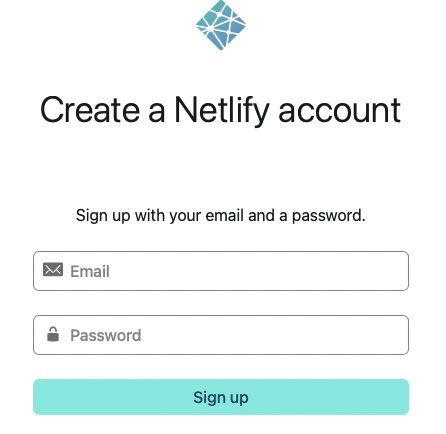 Create a Netlify account
Sign up with your email and a password.
Email
Password
Sign up